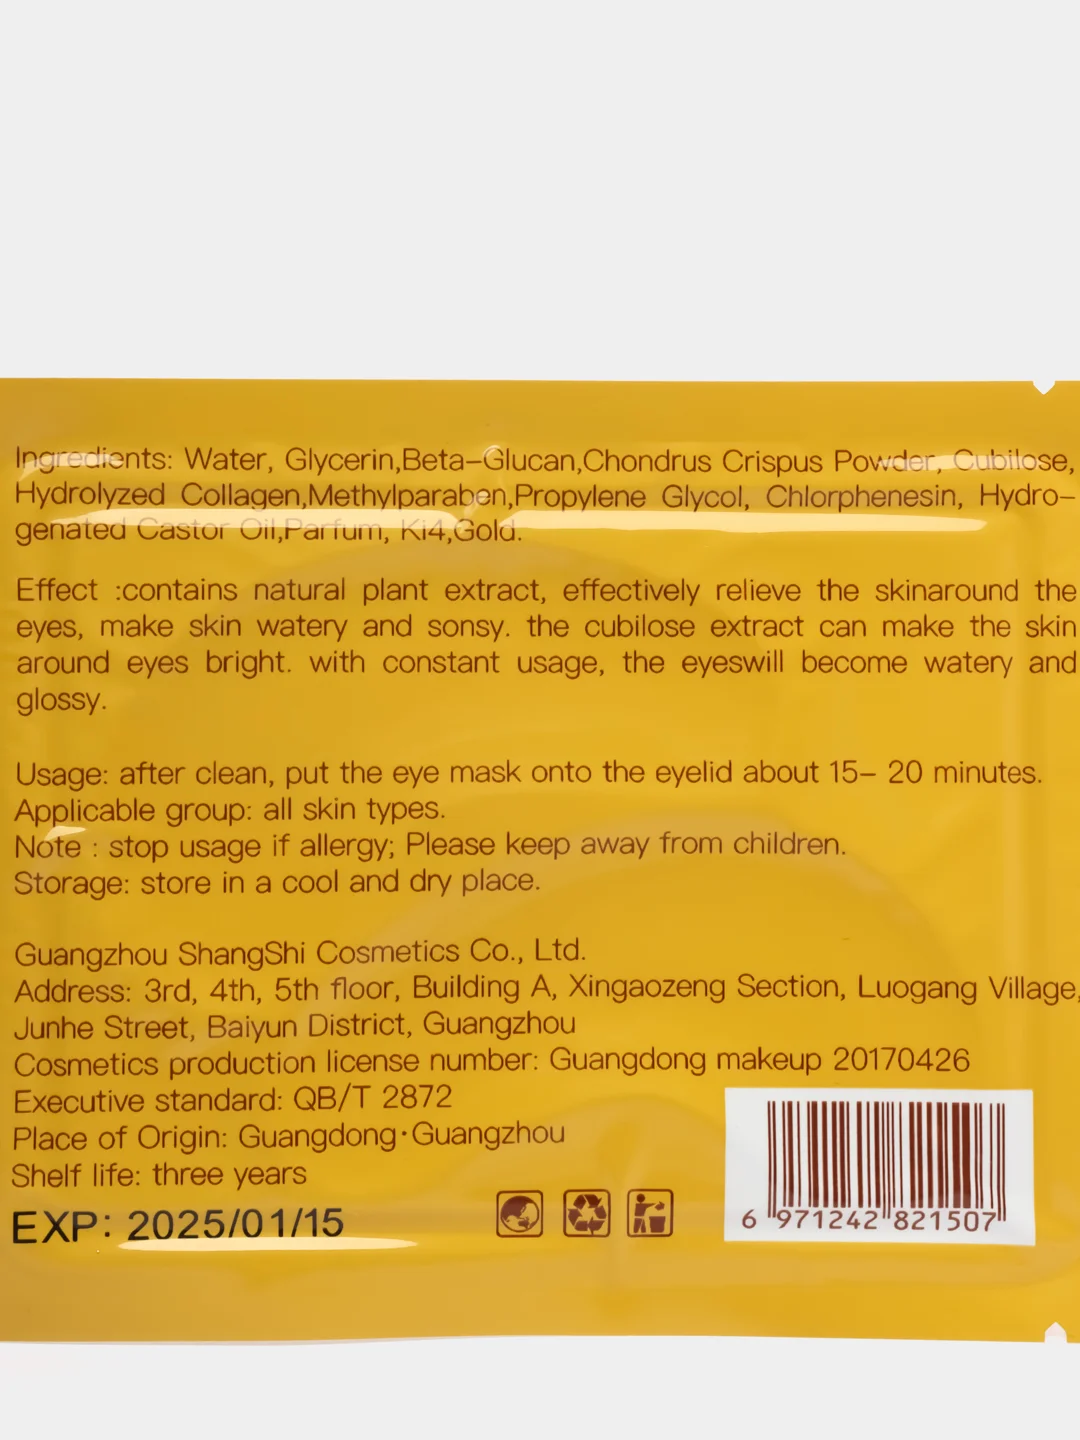 Ingredients: Water, Glycerin,Beta–Glucan,Chondrus Crispus Powder, Cubilose,
Hydrolyzed Collagen,Methylparaben,Propylene Glycol, Chlorphenesin, Hydro–
genated Castor Oil,Parfum, Ki4,Gold.
Effect :contains natural plant extract, effectively relieve the skinaround the
eyes, make skin watery and sonsy. the cubilose extract can make the skin
around eyes bright. with constant usage, the eyeswill become watery and
glossy.
Usage: after clean, put the eye mask onto the eyelid about 15– 20 minutes.
Applicable group: all skin types.
Note : stop usage if allergy; Please keep away from children.
Storage: store in a cool and dry place.
Guangzhou ShangShi Cosmetics Co., Ltd.
Address: 3rd, 4th, 5th floor, Building A, Xingaozeng Section, Luogang Village,
Junhe Street, Baiyun District, Guangzhou
Cosmetics production license number: Guangdong makeup 20170426
Executive standard: QB/T 2872
Place of Origin: Guangdong·Guangzhou
Shelf life: three years
EXP: 2025/01/15
6 971242 821507